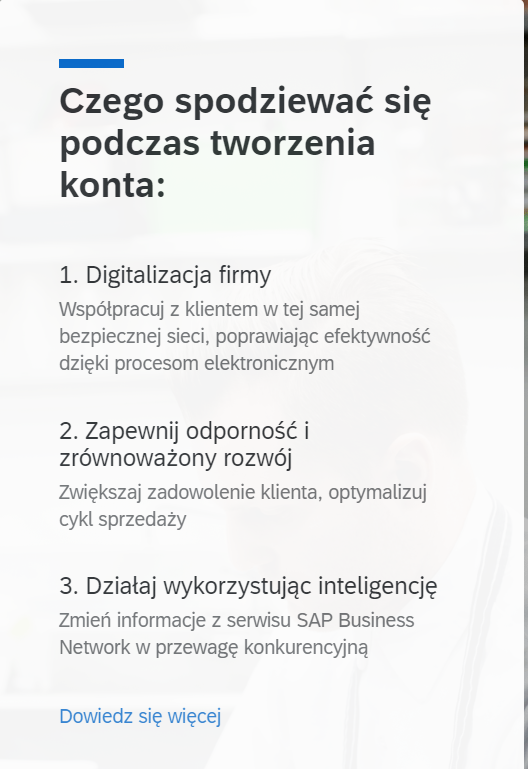 Czego spodziewać się
podczas tworzenia
konta:
1. Digitalizacja firmy
Współpracuj z klientem w tej samej
bezpiecznej sieci, poprawiając efektywność
dzięki procesom elektronicznym
2. Zapewnij odporność i
zrównoważony rozwój
Zwiększaj zadowolenie klienta, optymalizuj
cykl sprzedaży
3. Działaj wykorzystując inteligencję
Zmień informacje z serwisu SAP Business
Network w przewagę konkurencyjną
Dowiedz się więcej